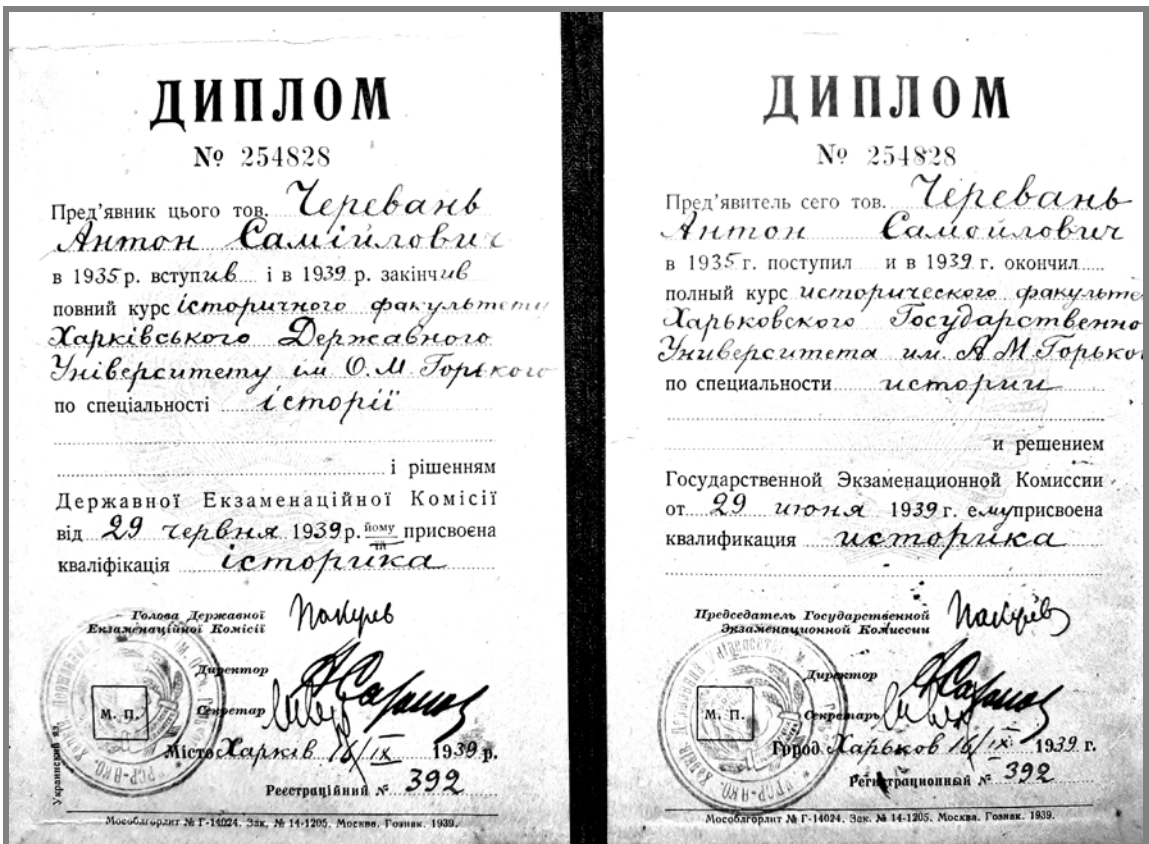 ДИПЛОМ
№ 254828
Пред'явник цього тов. Черевань
Антон Самійлович
в 1935 р. вступив і в 1939 р. закінчив
повний курс історичного факультету
Харківського Державного
Університету ім О. М. Горького
по спеціальності історії
і рішенням
Державної Екзаменаційної Комісії
від 29 червня 1939 р. йому її присвоєна
кваліфікація історика
Голова Державної
Екзаменаційної Комісії
Директор
Секретар
М. П.
Місто Харків 16/IX 1939 р.
Реєстраційний № 392
Украинский яз
Мособлгорлит № Г-14024. Зак. № 14-1205. Москва. Гознак. 1939.
ДИПЛОМ
№ 254828
Пред'явитель сего тов. Черевань
Антон Самойлович
в 1935 г. поступил и в 1939 г. окончил
полный курс исторического факульте
Харьковского Государственно
Университета им. А М. Горько
по специальности истории
и решением
Государственной Экзаменационной Комиссии
от 29 июня 1939 г. ему присвоена
квалификация историка
Председатель Государственной
Экзаменационной Комиссии
Директор
Секретарь
М. П.
Город Харьков 16/IX 1939 г.
Регистрационный № 392
Мособлгорлит № Г-14024. Зак. № 14-1205. Москва. Гознак. 1939.